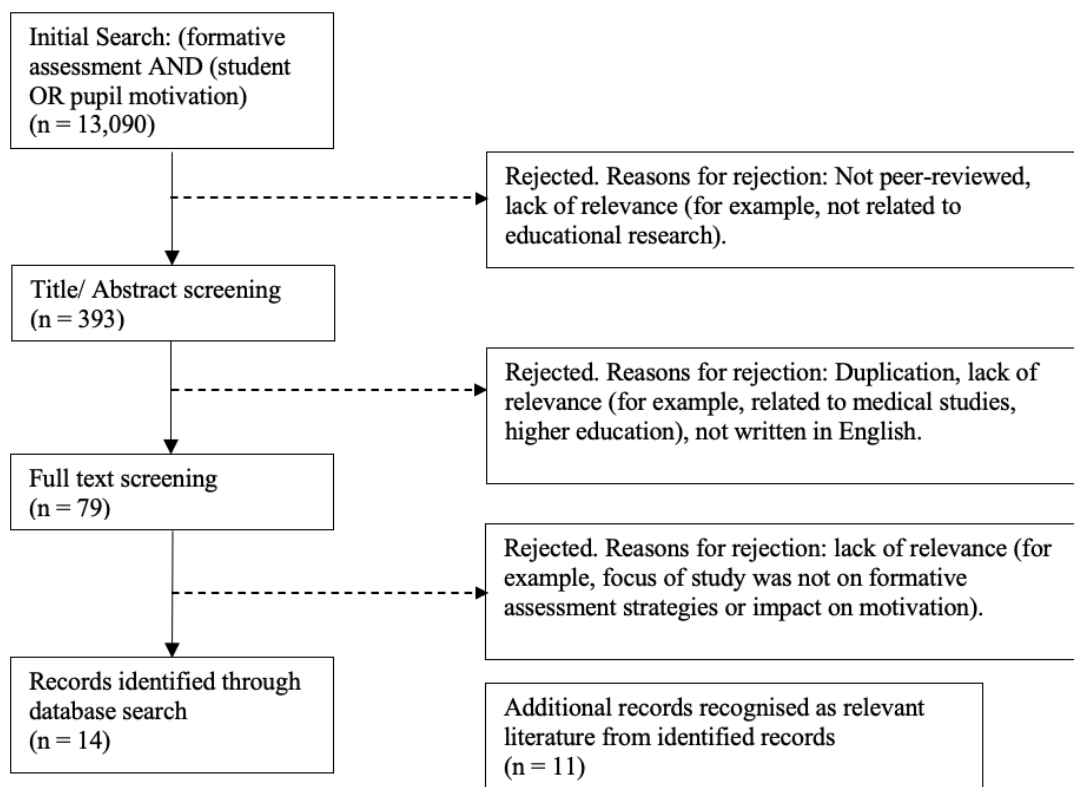 Initial Search: (formative
assessment AND (student
OR pupil motivation)
(n = 13,090)
Rejected. Reasons for rejection: Not peer-reviewed,
lack of relevance (for example, not related to
educational research).
Title/ Abstract screening
(n = 393)
Rejected. Reasons for rejection: Duplication, lack of
relevance (for example, related to medical studies,
higher education), not written in English.
Full text screening
(n = 79)
Rejected. Reasons for rejection: lack of relevance (for
example, focus of study was not on formative
assessment strategies or impact on motivation).
Records identified through
database search
(n = 14)
Additional records recognised as relevant
literature from identified records
(n = 11)